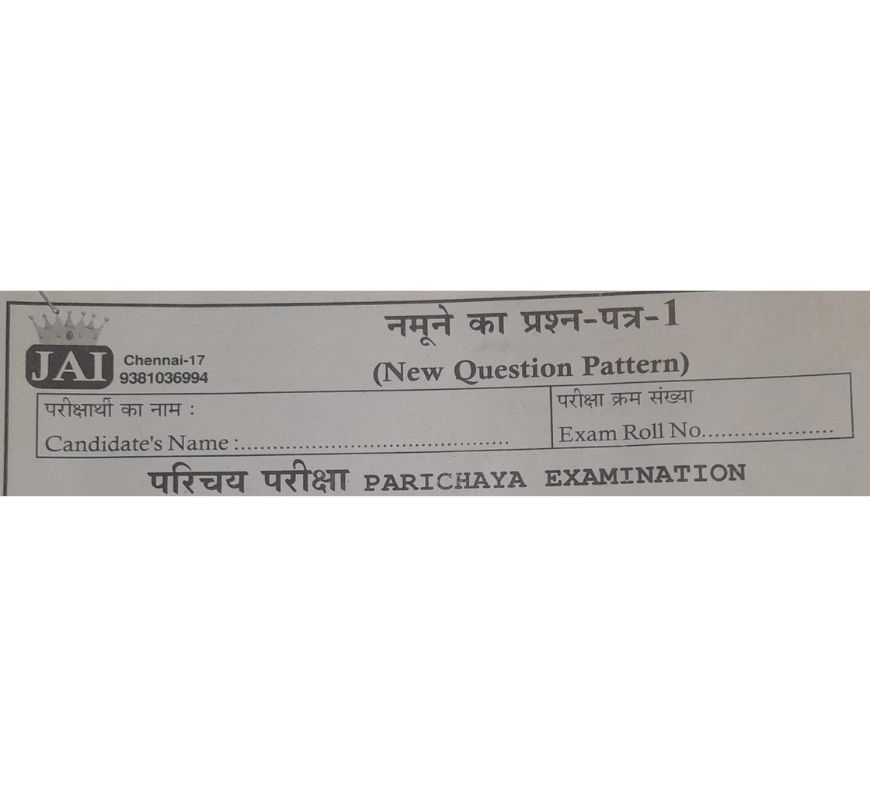 नमूने का प्रश्न-पत्र-1
JAI
Chennai-17
9381036994
(New Question Pattern)
परीक्षार्थी का नाम :
Candidate's Name :..........................................
परीक्षा क्रम संख्या
Exam Roll No....................
परिचय परीक्षा PARICHAYA EXAMINATION